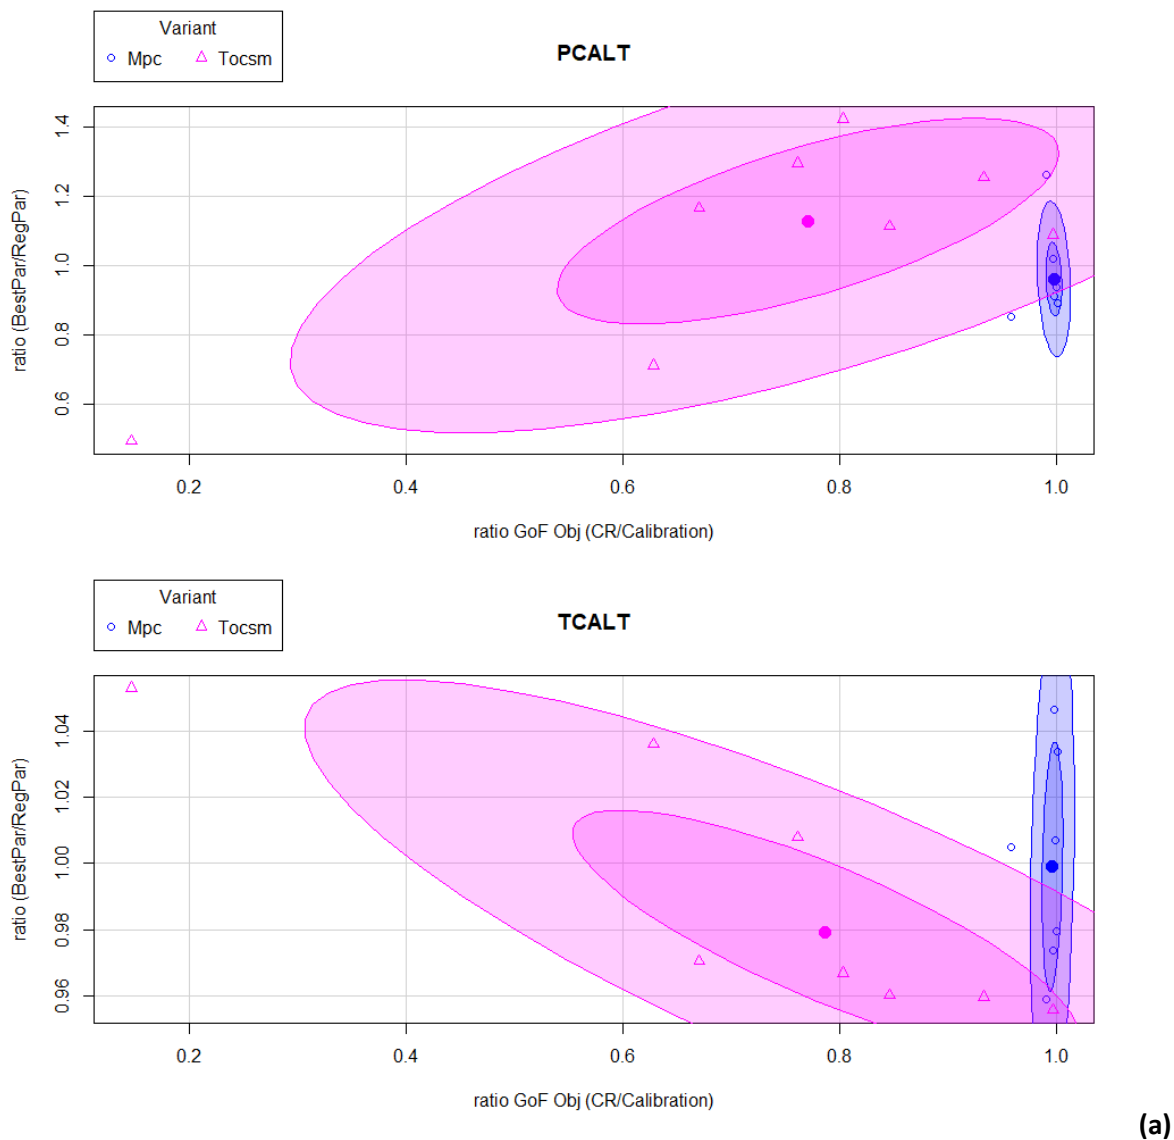 Variant
Mpc Tocsm
PCALT
ratio (BestPar/RegPar)
1.4
1.2
1.0
0.8
0.6
0.2 0.4 0.6 0.8 1.0
ratio GoF Obj (CR/Calibration)
Variant
Mpc Tocsm
TCALT
ratio (BestPar/RegPar)
1.04
1.02
1.00
0.98
0.96
0.2 0.4 0.6 0.8 1.0
ratio GoF Obj (CR/Calibration)
(a)